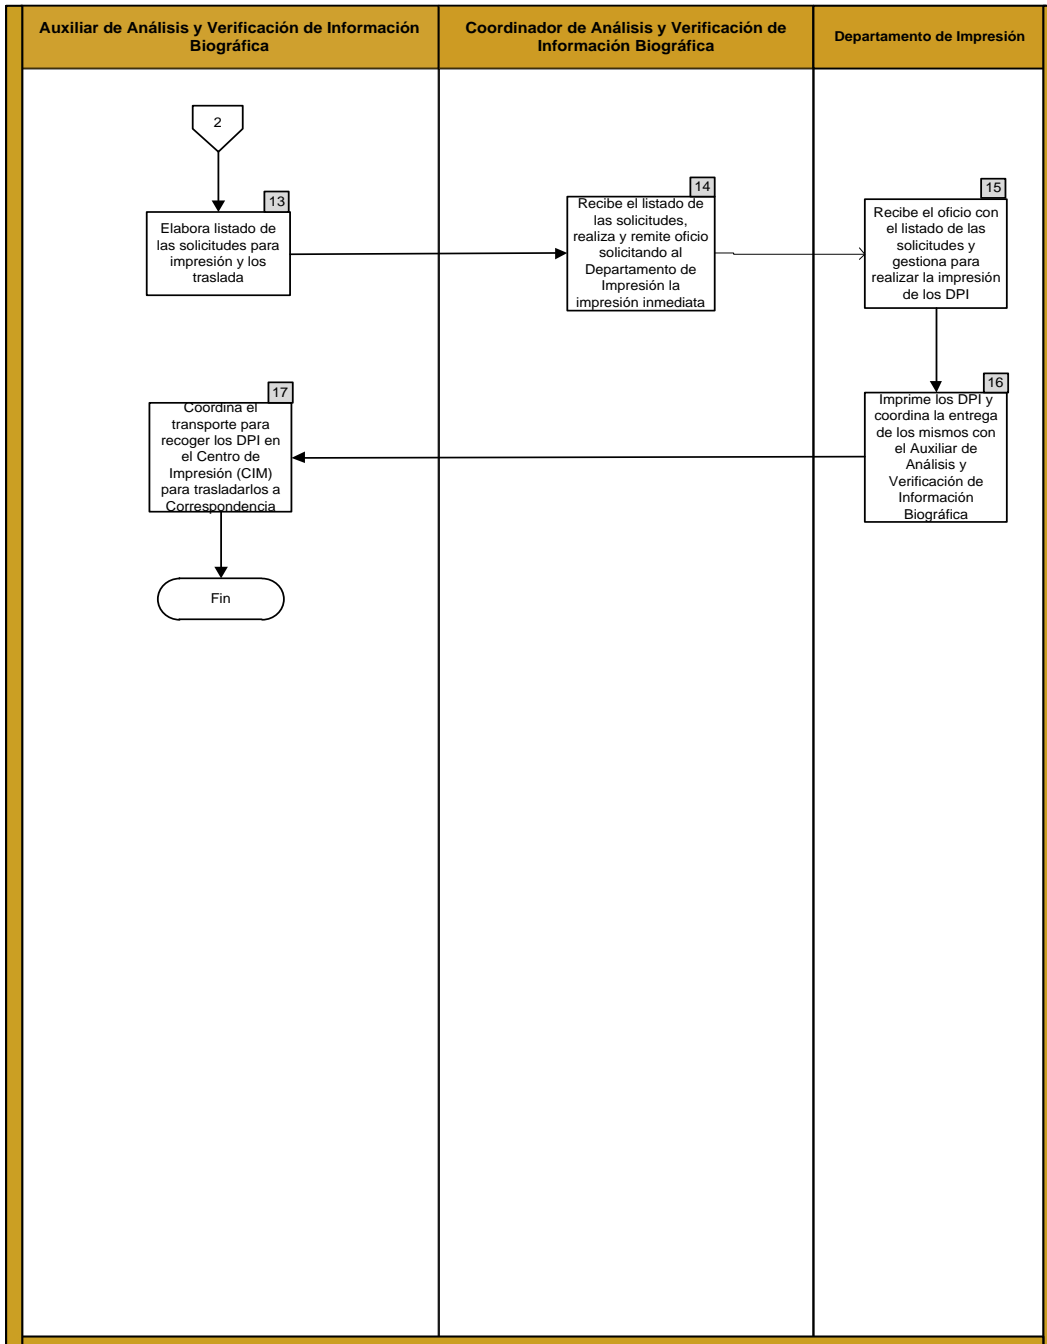 Auxiliar de Análisis y Verificación de Información
Biográfica
Coordinador de Análisis y Verificación de
Información Biográfica
Departamento de Impresión
2
13
Elabora listado de
las solicitudes para
impresión y los
traslada
14
Recibe el listado de
las solicitudes,
realiza y remite oficio
solicitando al
Departamento de
Impresión la
impresión inmediata
15
Recibe el oficio con
el listado de las
solicitudes y
gestiona para
realizar la impresión
de los DPI
16
Imprime los DPI y
coordina la entrega
de los mismos con
el Auxiliar de
Análisis y
Verificación de
Información
Biográfica
17
Coordina el
transporte para
recoger los DPI en
el Centro de
Impresión (CIM)
para trasladarlos a
Correspondencia
Fin